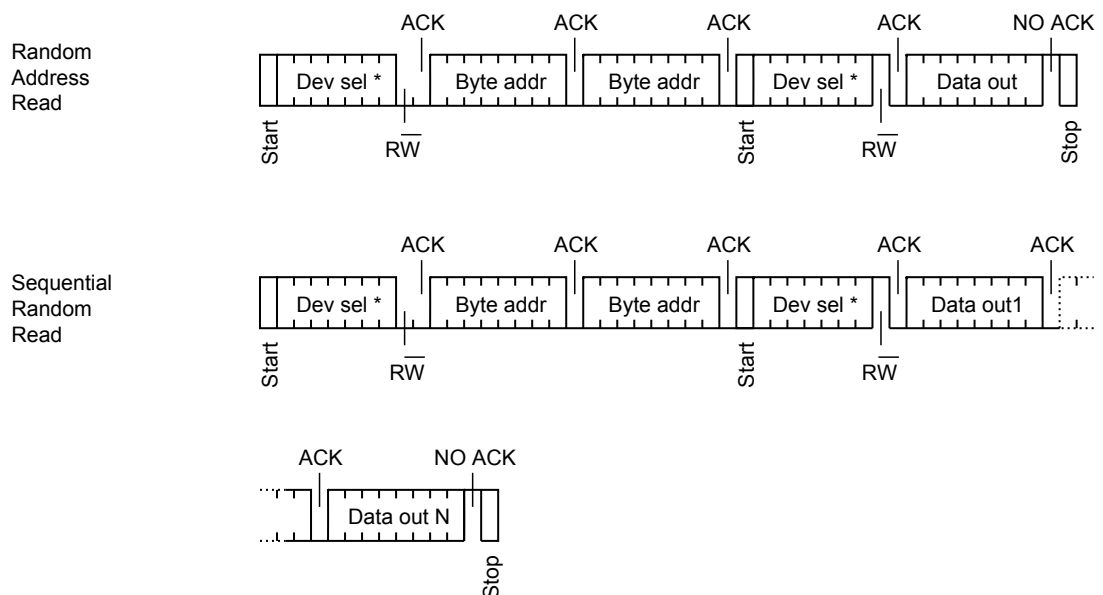 Random
Address
Read
ACK ACK ACK ACK NO ACK
Dev sel * Byte addr Byte addr Dev sel * Data out
Start RW Start RW Stop
Sequential
Random
Read
ACK ACK ACK ACK ACK
Dev sel * Byte addr Byte addr Dev sel * Data out1
Start RW Start RW
ACK NO ACK
Data out N
Stop